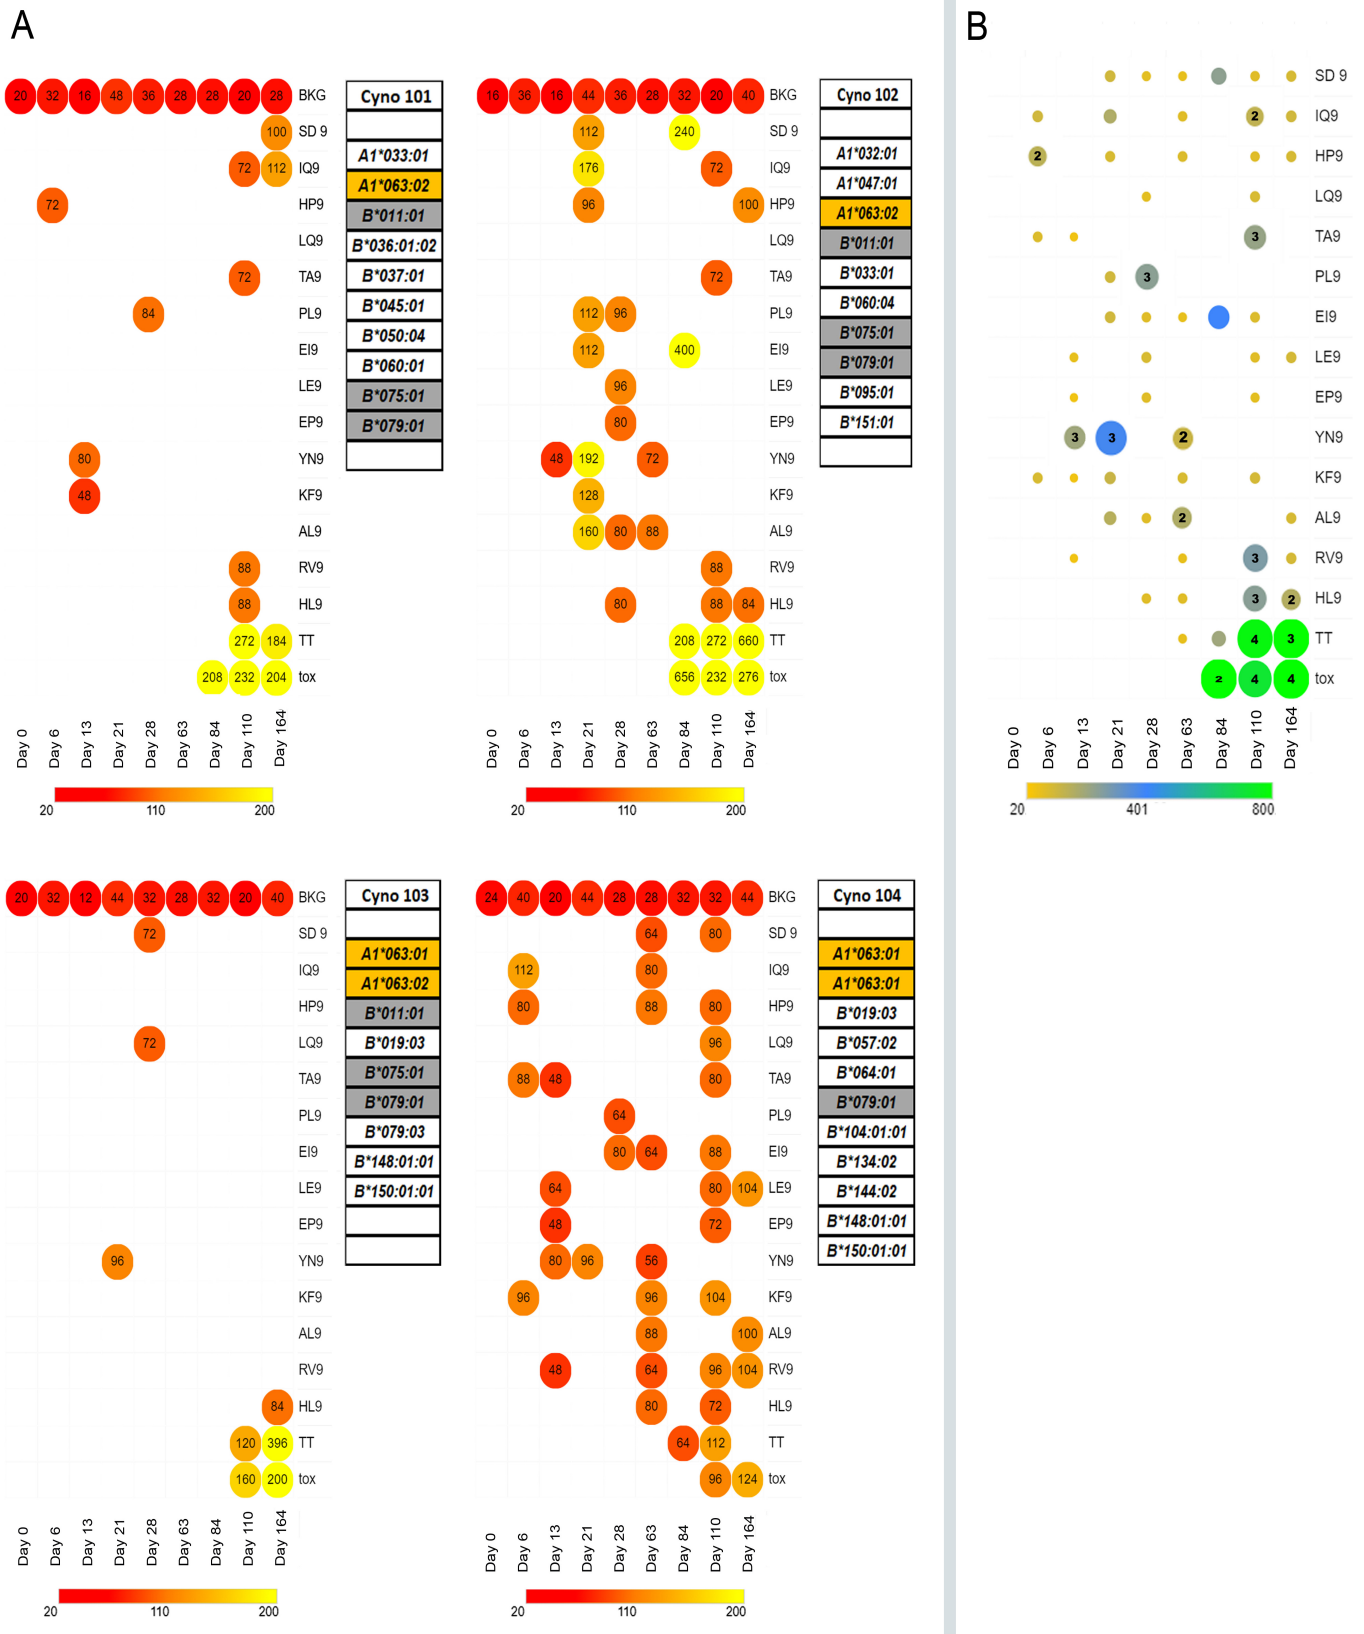 A
20 32 16 48 36 28 28 20 28 BKG
100 SD 9
72 112 IQ9
72 HP9
LQ9
72 TA9
84 PL9
EI9
LE9
EP9
80 YN9
48 KF9
AL9
88 RV9
88 HL9
272 184 TT
208 232 204 tox
Day 0 Day 6 Day 13 Day 21 Day 28 Day 63 Day 84 Day 110 Day 164
20 110 200
Cyno 101
A1*033:01
A1*063:02
B*011:01
B*036:01:02
B*037:01
B*045:01
B*050:04
B*060:01
B*075:01
B*079:01
16 36 16 44 36 28 32 20 40 BKG
112 240 SD 9
176 72 IQ9
96 100 HP9
LQ9
72 TA9
112 96 PL9
112 400 EI9
96 LE9
80 EP9
48 192 72 YN9
128 KF9
160 80 88 AL9
88 RV9
80 88 84 HL9
208 272 660 TT
656 232 276 tox
Day 0 Day 6 Day 13 Day 21 Day 28 Day 63 Day 84 Day 110 Day 164
20 110 200
Cyno 102
A1*032:01
A1*047:01
A1*063:02
B*011:01
B*033:01
B*060:04
B*075:01
B*079:01
B*095:01
B*151:01
20 32 12 44 32 28 32 20 40 BKG
72 SD 9
IQ9
HP9
72 LQ9
TA9
PL9
EI9
LE9
EP9
96 YN9
KF9
AL9
RV9
84 HL9
120 396 TT
160 200 tox
Day 0 Day 6 Day 13 Day 21 Day 28 Day 63 Day 84 Day 110 Day 164
20 110 200
Cyno 103
A1*063:01
A1*063:02
B*011:01
B*019:03
B*075:01
B*079:01
B*079:03
B*148:01:01
B*150:01:01
24 40 20 44 28 28 32 32 44 BKG
64 80 SD 9
112 80 IQ9
80 88 80 HP9
96 LQ9
88 48 80 TA9
64 PL9
80 64 88 EI9
64 80 104 LE9
48 72 EP9
80 96 56 YN9
96 96 104 KF9
88 100 AL9
48 64 96 104 RV9
80 72 HL9
64 112 TT
96 124 tox
Day 0 Day 6 Day 13 Day 21 Day 28 Day 63 Day 84 Day 110 Day 164
20 110 200
Cyno 104
A1*063:01
A1*063:01
B*019:03
B*057:02
B*064:01
B*079:01
B*104:01:01
B*134:02
B*144:02
B*148:01:01
B*150:01:01
B
SD 9
2 IQ9
2 HP9
LQ9
3 TA9
3 PL9
EI9
LE9
EP9
3 3 2 YN9
KF9
2 AL9
3 RV9
3 2 HL9
4 3 TT
2 4 4 tox
Day 0 Day 6 Day 13 Day 21 Day 28 Day 63 Day 84 Day 110 Day 164
20 401 800